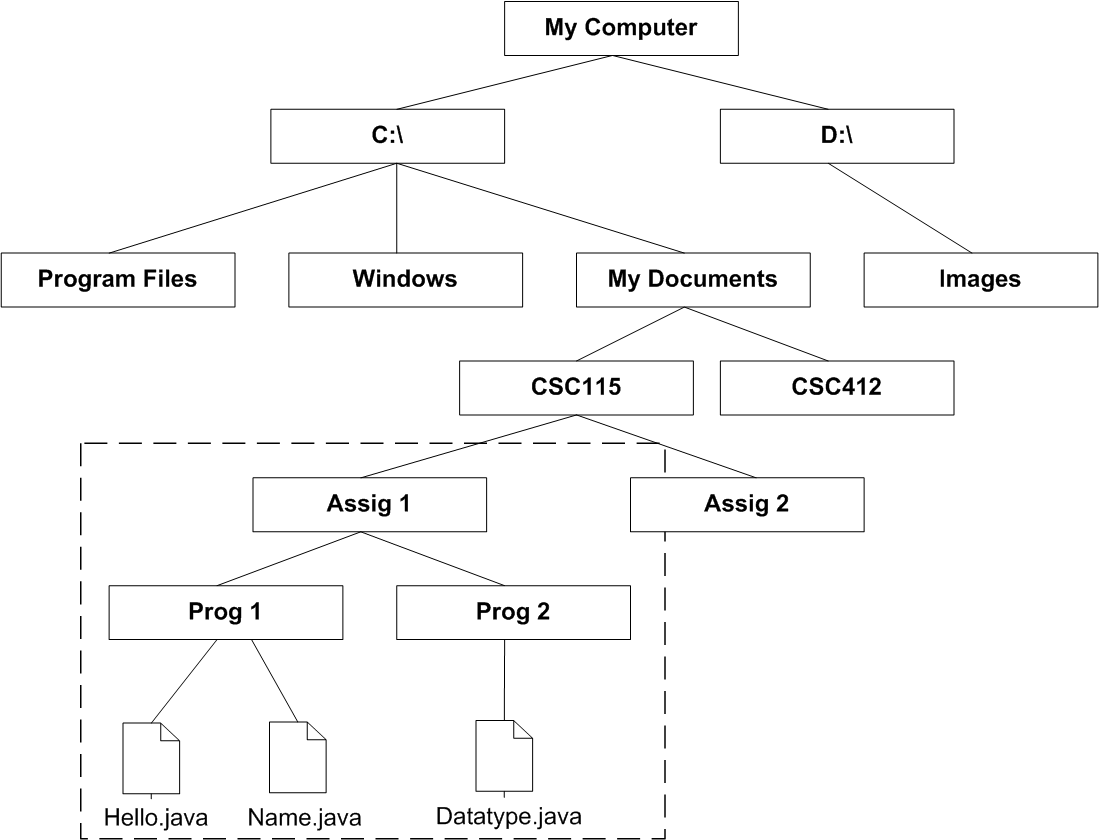 My Computer
C:\
D:\
Program Files
Windows
My Documents
Images
CSC115
CSC412
Assig 1
Assig 2
Prog 1
Prog 2
Hello.java
Name.java
Datatype.java